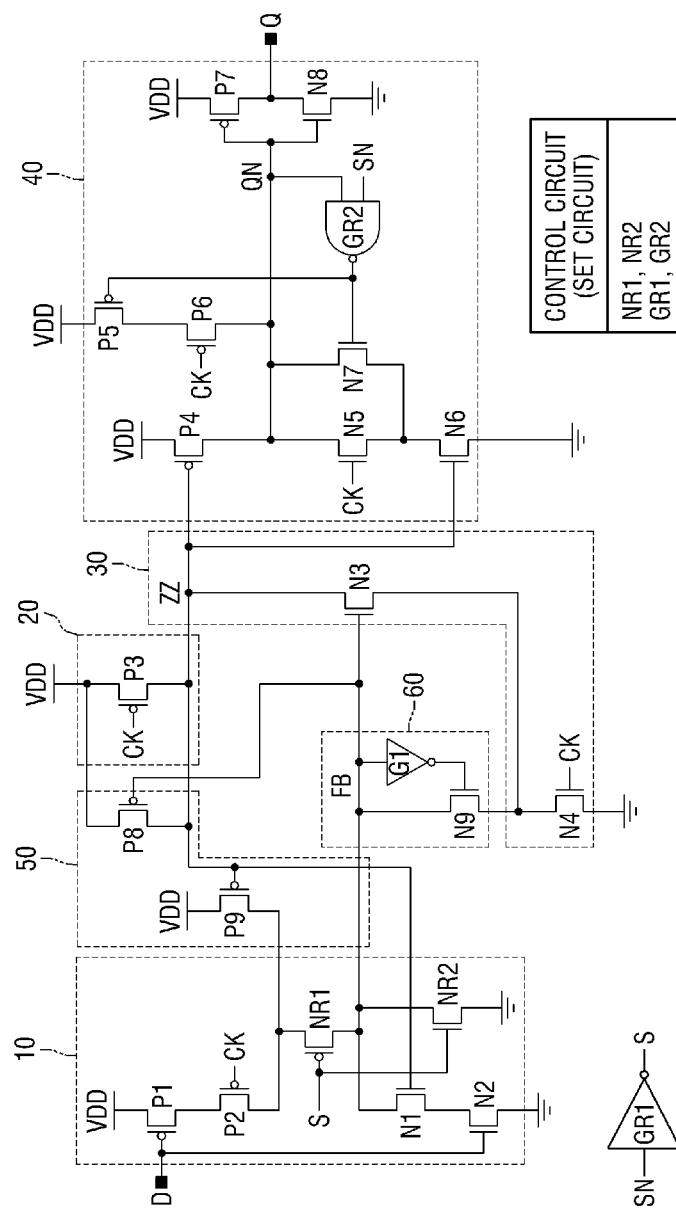 10
50
20
30
40
VDD
VDD
VDD
VDD
VDD
VDD
D
P1
P2
CK
P9
P8
P3
CK
ZZ
P4
P5
P6
CK
QN
P7
N8
Q
S
NR1
NR2
N1
N2
FB
G1
60
N9
N3
N4
CK
N5
CK
N6
N7
GR2
SN
SN
GR1
S
CONTROL CIRCUIT
(SET CIRCUIT)
NR1, NR2
GR1, GR2